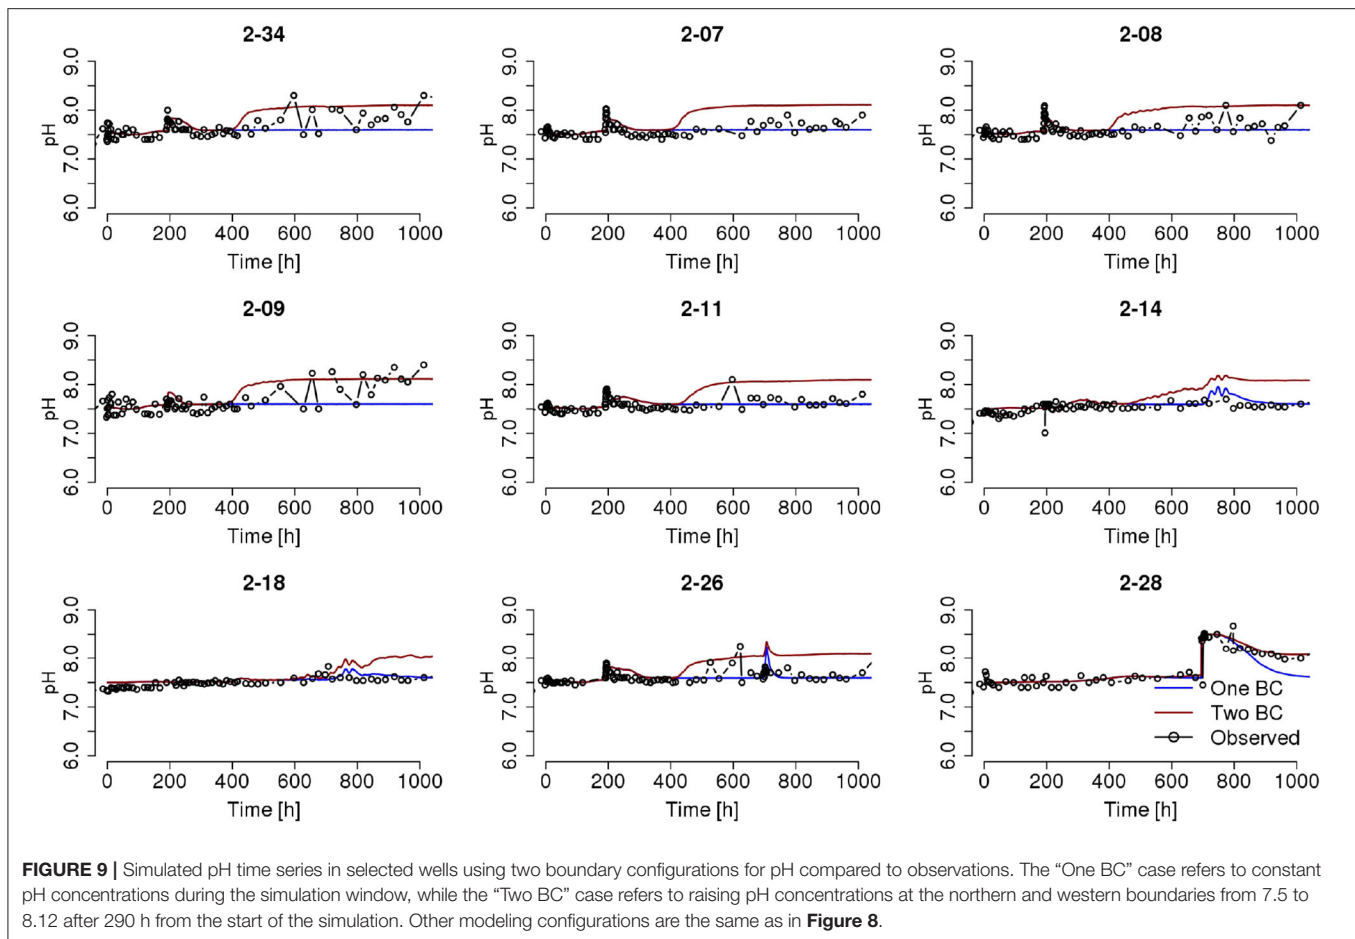 2-34
2-07
2-08
pH
6.0 7.0 8.0 9.0
0 200 400 600 800 1000
Time [h]
pH
6.0 7.0 8.0 9.0
0 200 400 600 800 1000
Time [h]
pH
6.0 7.0 8.0 9.0
0 200 400 600 800 1000
Time [h]
2-09
2-11
2-14
pH
6.0 7.0 8.0 9.0
0 200 400 600 800 1000
Time [h]
pH
6.0 7.0 8.0 9.0
0 200 400 600 800 1000
Time [h]
pH
6.0 7.0 8.0 9.0
0 200 400 600 800 1000
Time [h]
2-18
2-26
2-28
pH
6.0 7.0 8.0 9.0
0 200 400 600 800 1000
Time [h]
pH
6.0 7.0 8.0 9.0
0 200 400 600 800 1000
Time [h]
pH
6.0 7.0 8.0 9.0
One BC
Two BC
Observed
0 200 400 600 800 1000
Time [h]
FIGURE 9 | Simulated pH time series in selected wells using two boundary configurations for pH compared to observations. The “One BC” case refers to constant
pH concentrations during the simulation window, while the “Two BC” case refers to raising pH concentrations at the northern and western boundaries from 7.5 to
8.12 after 290 h from the start of the simulation. Other modeling configurations are the same as in Figure 8.